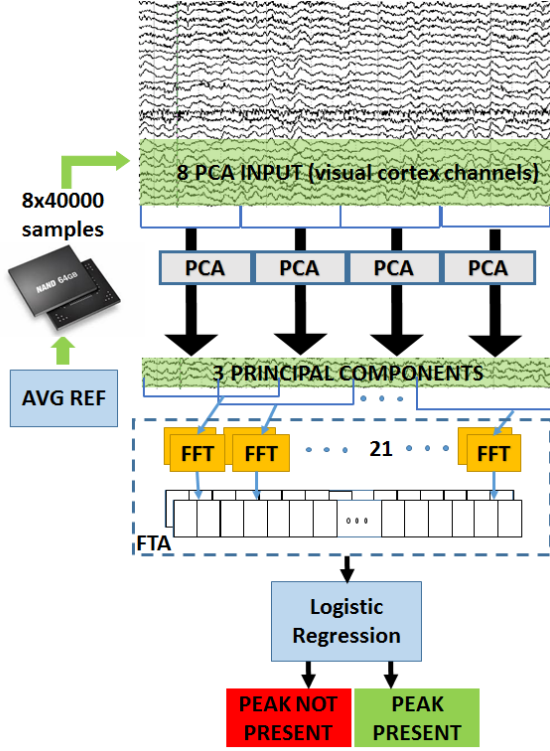 8 PCA INPUT (visual cortex channels)
8x40000
samples
NAND 64GB
PCA PCA PCA PCA
3 PRINCIPAL COMPONENTS
AVG REF
FFT FFT 21 FFT
FTA
Logistic
Regression
PEAK NOT
PRESENT
PEAK
PRESENT